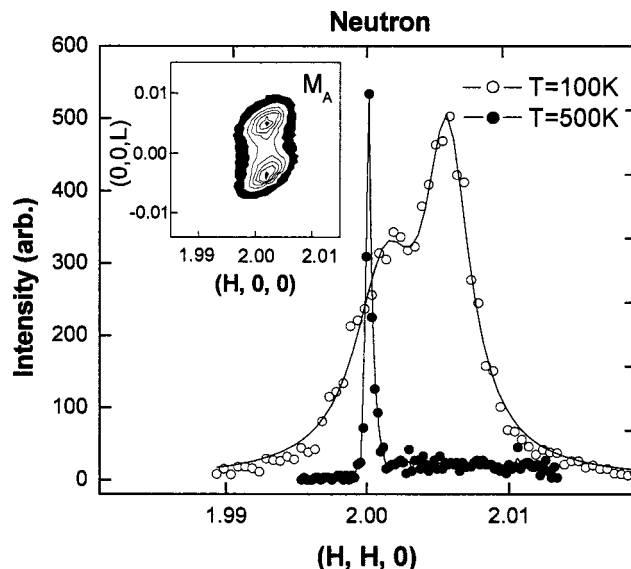 Neutron
600
500
400
300
200
100
0
Intensity (arb.)
1.99
2.00
2.01
(H, H, 0)
T=100K
T=500K
M_A
0.01
0.00
-0.01
(0,0,L)
1.99
2.00
2.01
(H, 0, 0)